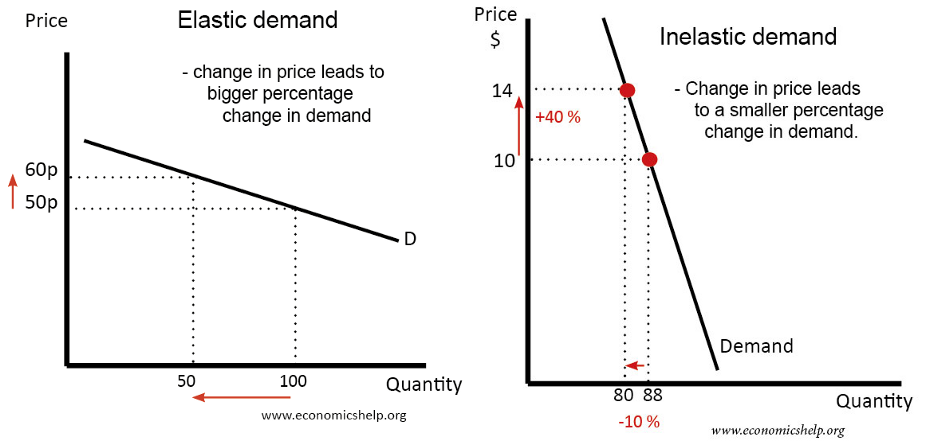 Price
Elastic demand
- change in price leads to
bigger percentage
change in demand
60p
50p
D
50
100
Quantity
www.economicshelp.org
Price
$
Inelastic demand
- Change in price leads
to a smaller percentage
change in demand.
14
+40 %
10
Demand
80 88
Quantity
-10 %
www.economicshelp.org